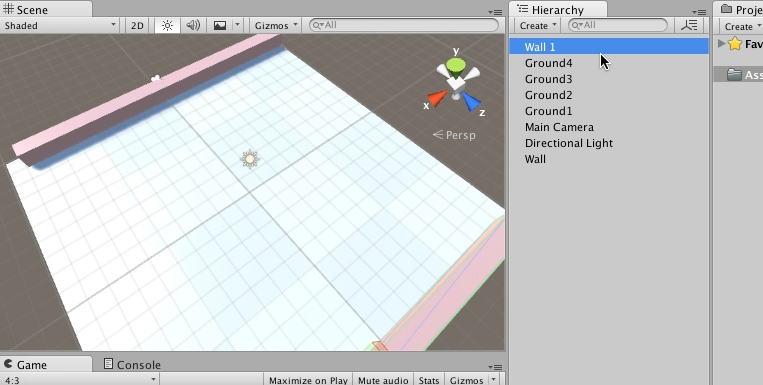 Scene
Hierarchy
Proje
Shaded
2D
Gizmos
All
Create
All
Create
Wall 1
Ground4
Ground3
Ground2
Ground1
Main Camera
Directional Light
Wall
Fav
Ass
y
x
z
Persp
Game
Console
4:3
Maximize on Play
Mute audio
Stats
Gizmos